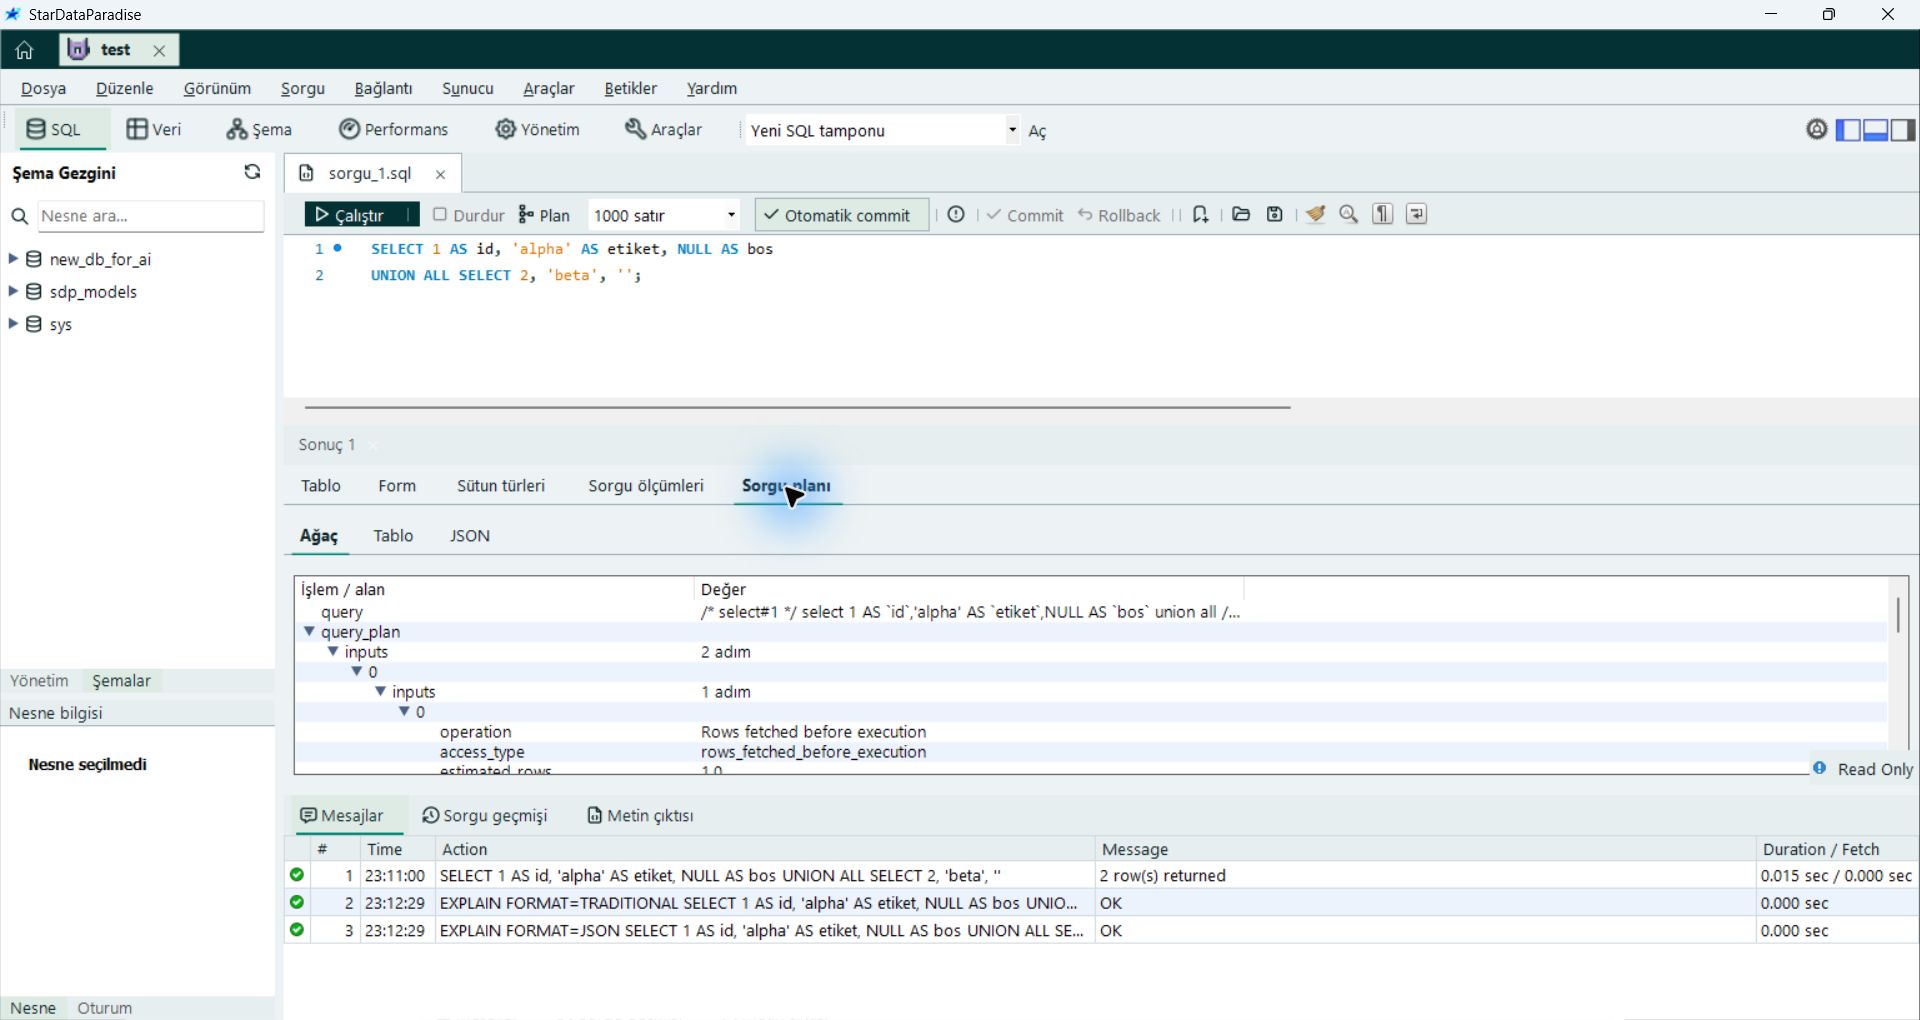 StarDataParadise
test
Dosya Düzenle Görünüm Sorgu Bağlantı Sunucu Araçlar Betikler Yardım
SQL Veri Şema Performans Yönetim Araçlar Yeni SQL tamponu Aç
Şema Gezgini
sorgu_1.sql
Nesne ara...
Çalıştır Durdur Plan 1000 satır Otomatik commit Commit Rollback
new_db_for_ai
sdp_models
sys
1 SELECT 1 AS id, 'alpha' AS etiket, NULL AS bos
2 UNION ALL SELECT 2, 'beta', '';
Sonuç 1
Tablo Form Sütun türleri Sorgu ölçümleri Sorgu planı
Ağaç Tablo JSON
İşlem / alan Değer
query /* select#1 */ select 1 AS `id`,'alpha' AS `etiket`,NULL AS `bos` union all /...
query_plan
inputs 2 adım
0
inputs 1 adım
0
operation Rows fetched before execution
access_type rows_fetched_before_execution
estimated_rows 1.0
Read Only
Yönetim Şemalar
Nesne bilgisi
Nesne seçilmedi
Nesne Oturum
Mesajlar Sorgu geçmişi Metin çıktısı
# Time Action Message Duration / Fetch
1 23:11:00 SELECT 1 AS id, 'alpha' AS etiket, NULL AS bos UNION ALL SELECT 2, 'beta', '' 2 row(s) returned 0.015 sec / 0.000 sec
2 23:12:29 EXPLAIN FORMAT=TRADITIONAL SELECT 1 AS id, 'alpha' AS etiket, NULL AS bos UNIO... OK 0.000 sec
3 23:12:29 EXPLAIN FORMAT=JSON SELECT 1 AS id, 'alpha' AS etiket, NULL AS bos UNION ALL SE... OK 0.000 sec